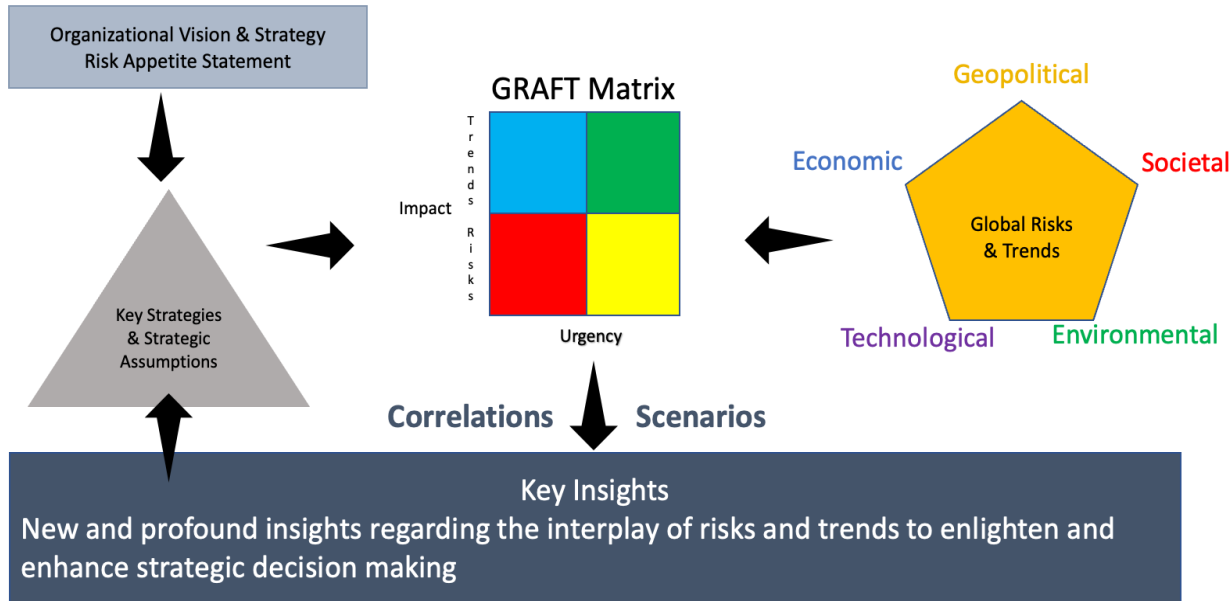 Organizational Vision & Strategy
Risk Appetite Statement
GRAFT Matrix
Trends
Impact
Risks
Urgency
Geopolitical
Economic
Societal
Global Risks
& Trends
Technological
Environmental
Key Strategies
& Strategic
Assumptions
Correlations
Scenarios
Key Insights
New and profound insights regarding the interplay of risks and trends to enlighten and
enhance strategic decision making